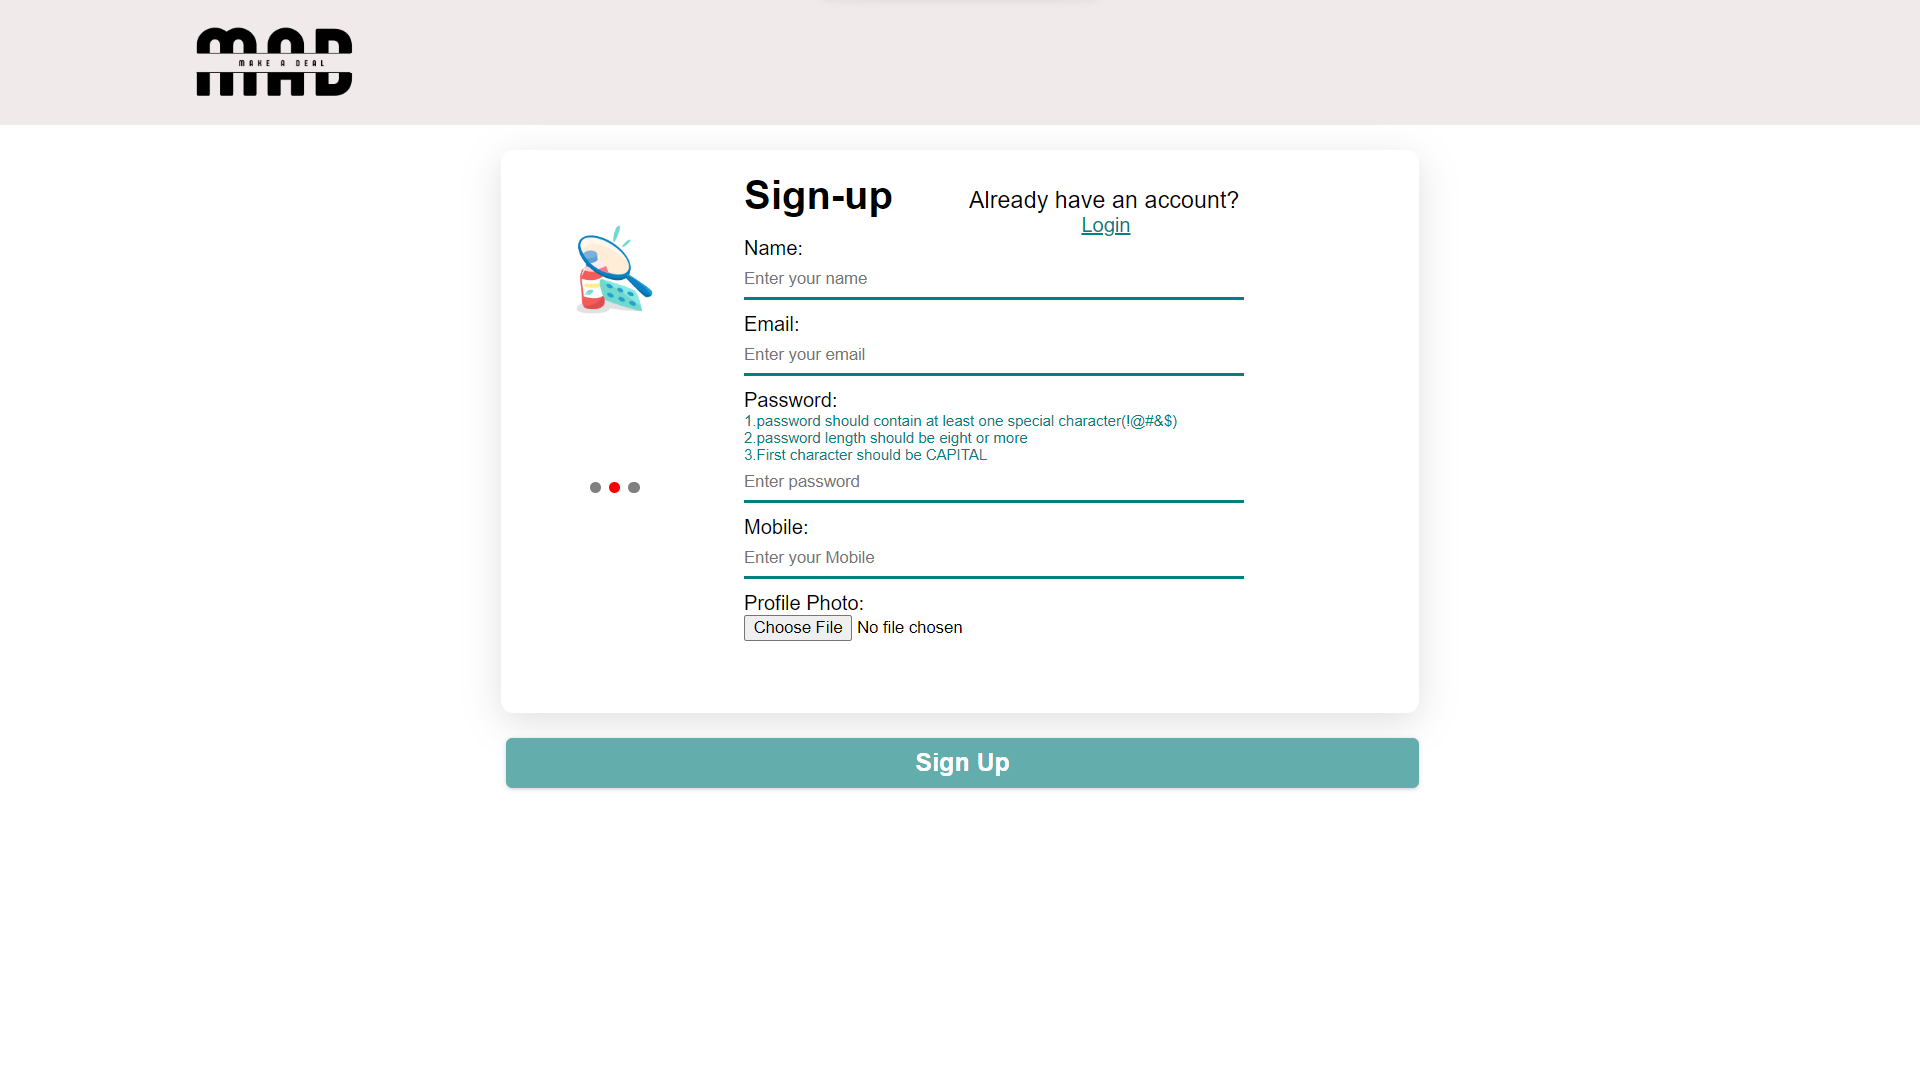 MAD
MAKE A DEAL
Sign-up
Already have an account?
Login
Name:
Enter your name
Email:
Enter your email
Password:
1.password should contain at least one special character(!@#&$)
2.password length should be eight or more
3.First character should be CAPITAL
Enter password
Mobile:
Enter your Mobile
Profile Photo:
Choose File No file chosen
Sign Up